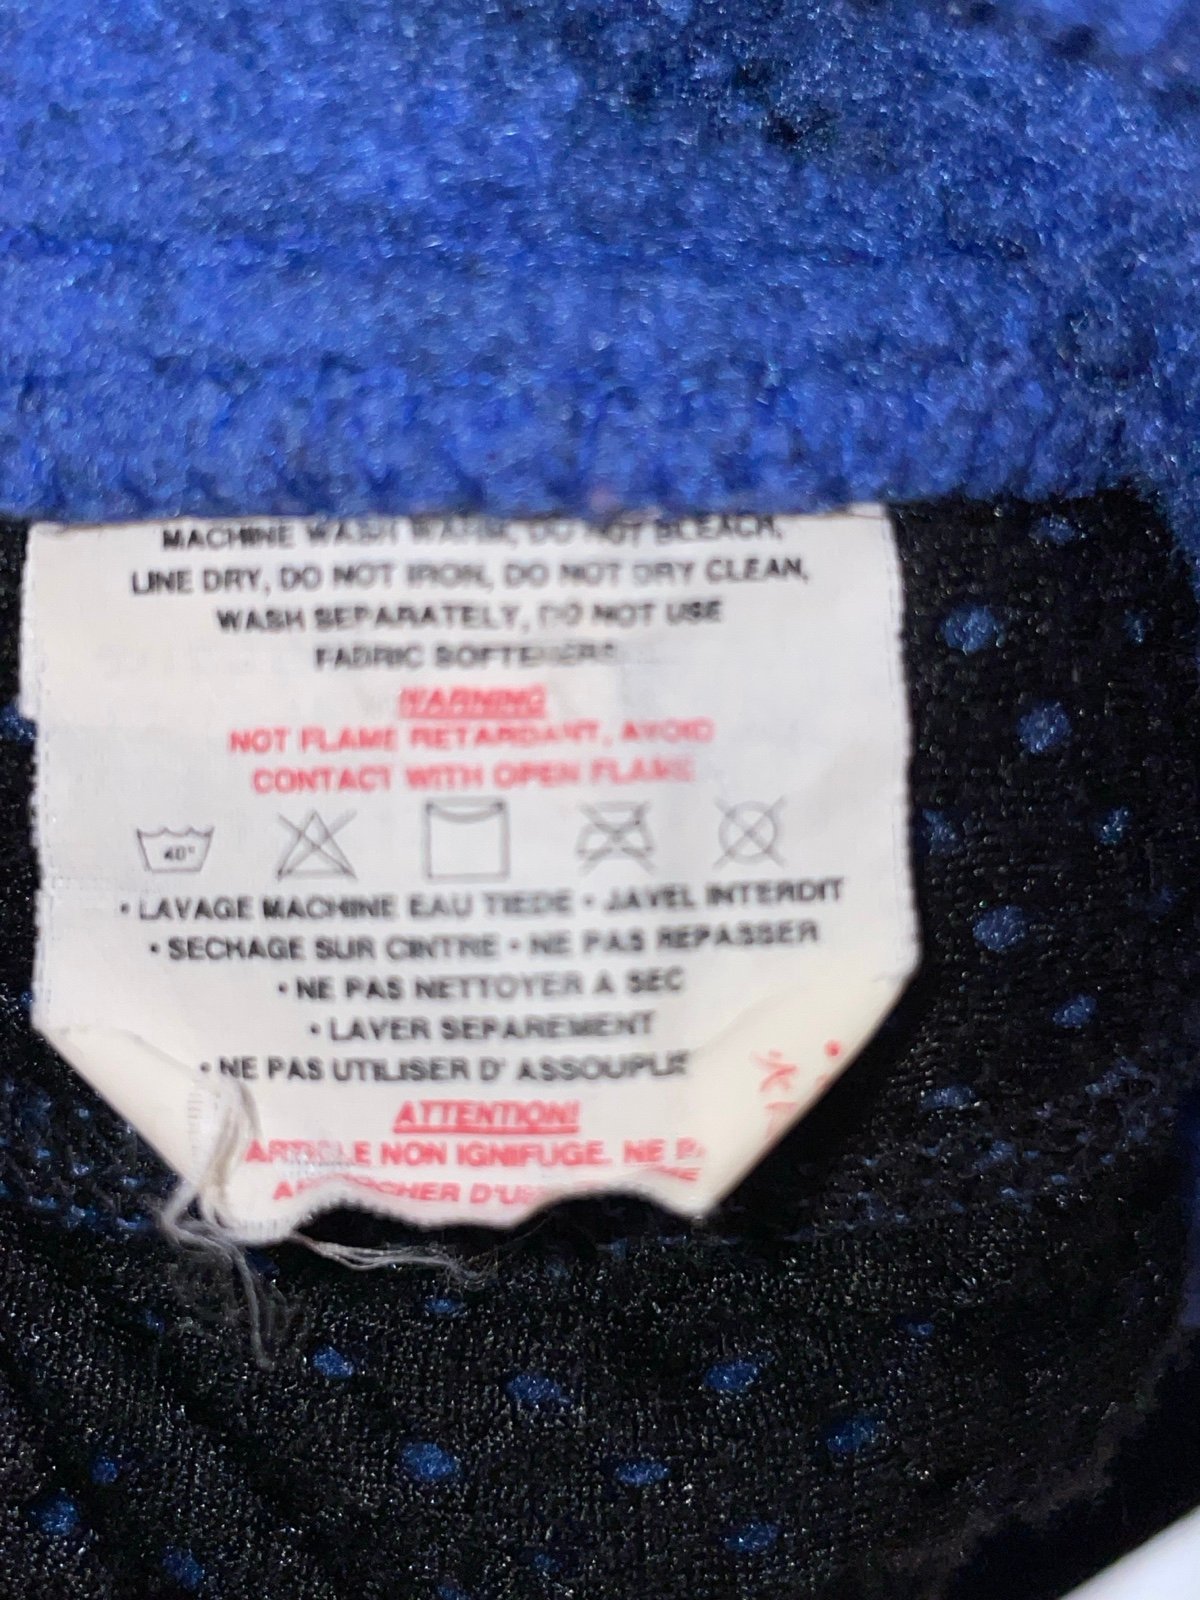 MACHINE WASH WARM, DO NOT BLEACH,
LINE DRY, DO NOT IRON, DO NOT DRY CLEAN,
WASH SEPARATELY, DO NOT USE
FABRIC SOFTENERS
WARNING
NOT FLAME RETARDANT, AVOID
CONTACT WITH OPEN FLAME
40°
• LAVAGE MACHINE EAU TIEDE • JAVEL INTERDIT
• SECHAGE SUR CINTRE • NE PAS REPASSER
• NE PAS NETTOYER A SEC
• LAVER SEPAREMENT
• NE PAS UTILISER D' ASSOUPLIS
ATTENTION!
ARTICLE NON IGNIFUGE. NE
D'U